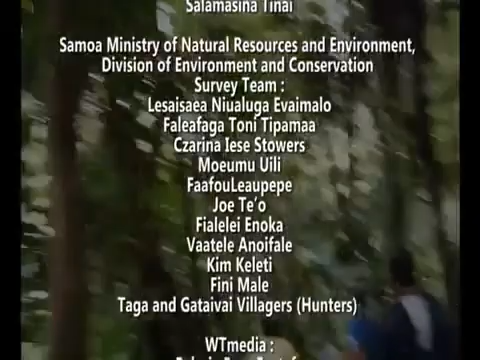 Salamasina Tinai
Samoa Ministry of Natural Resources and Environment,
Division of Environment and Conservation
Survey Team :
Lesaisaea Niualuga Evaimalo
Faleafaga Toni Tipamaa
Czarina Iese Stowers
Moeumu Uili
FaafouLeaupepe
Joe Te'o
Fialelei Enoka
Vaatele Anoifale
Kim Keleti
Fini Male
Taga and Gataivai Villagers (Hunters)
WTmedia :